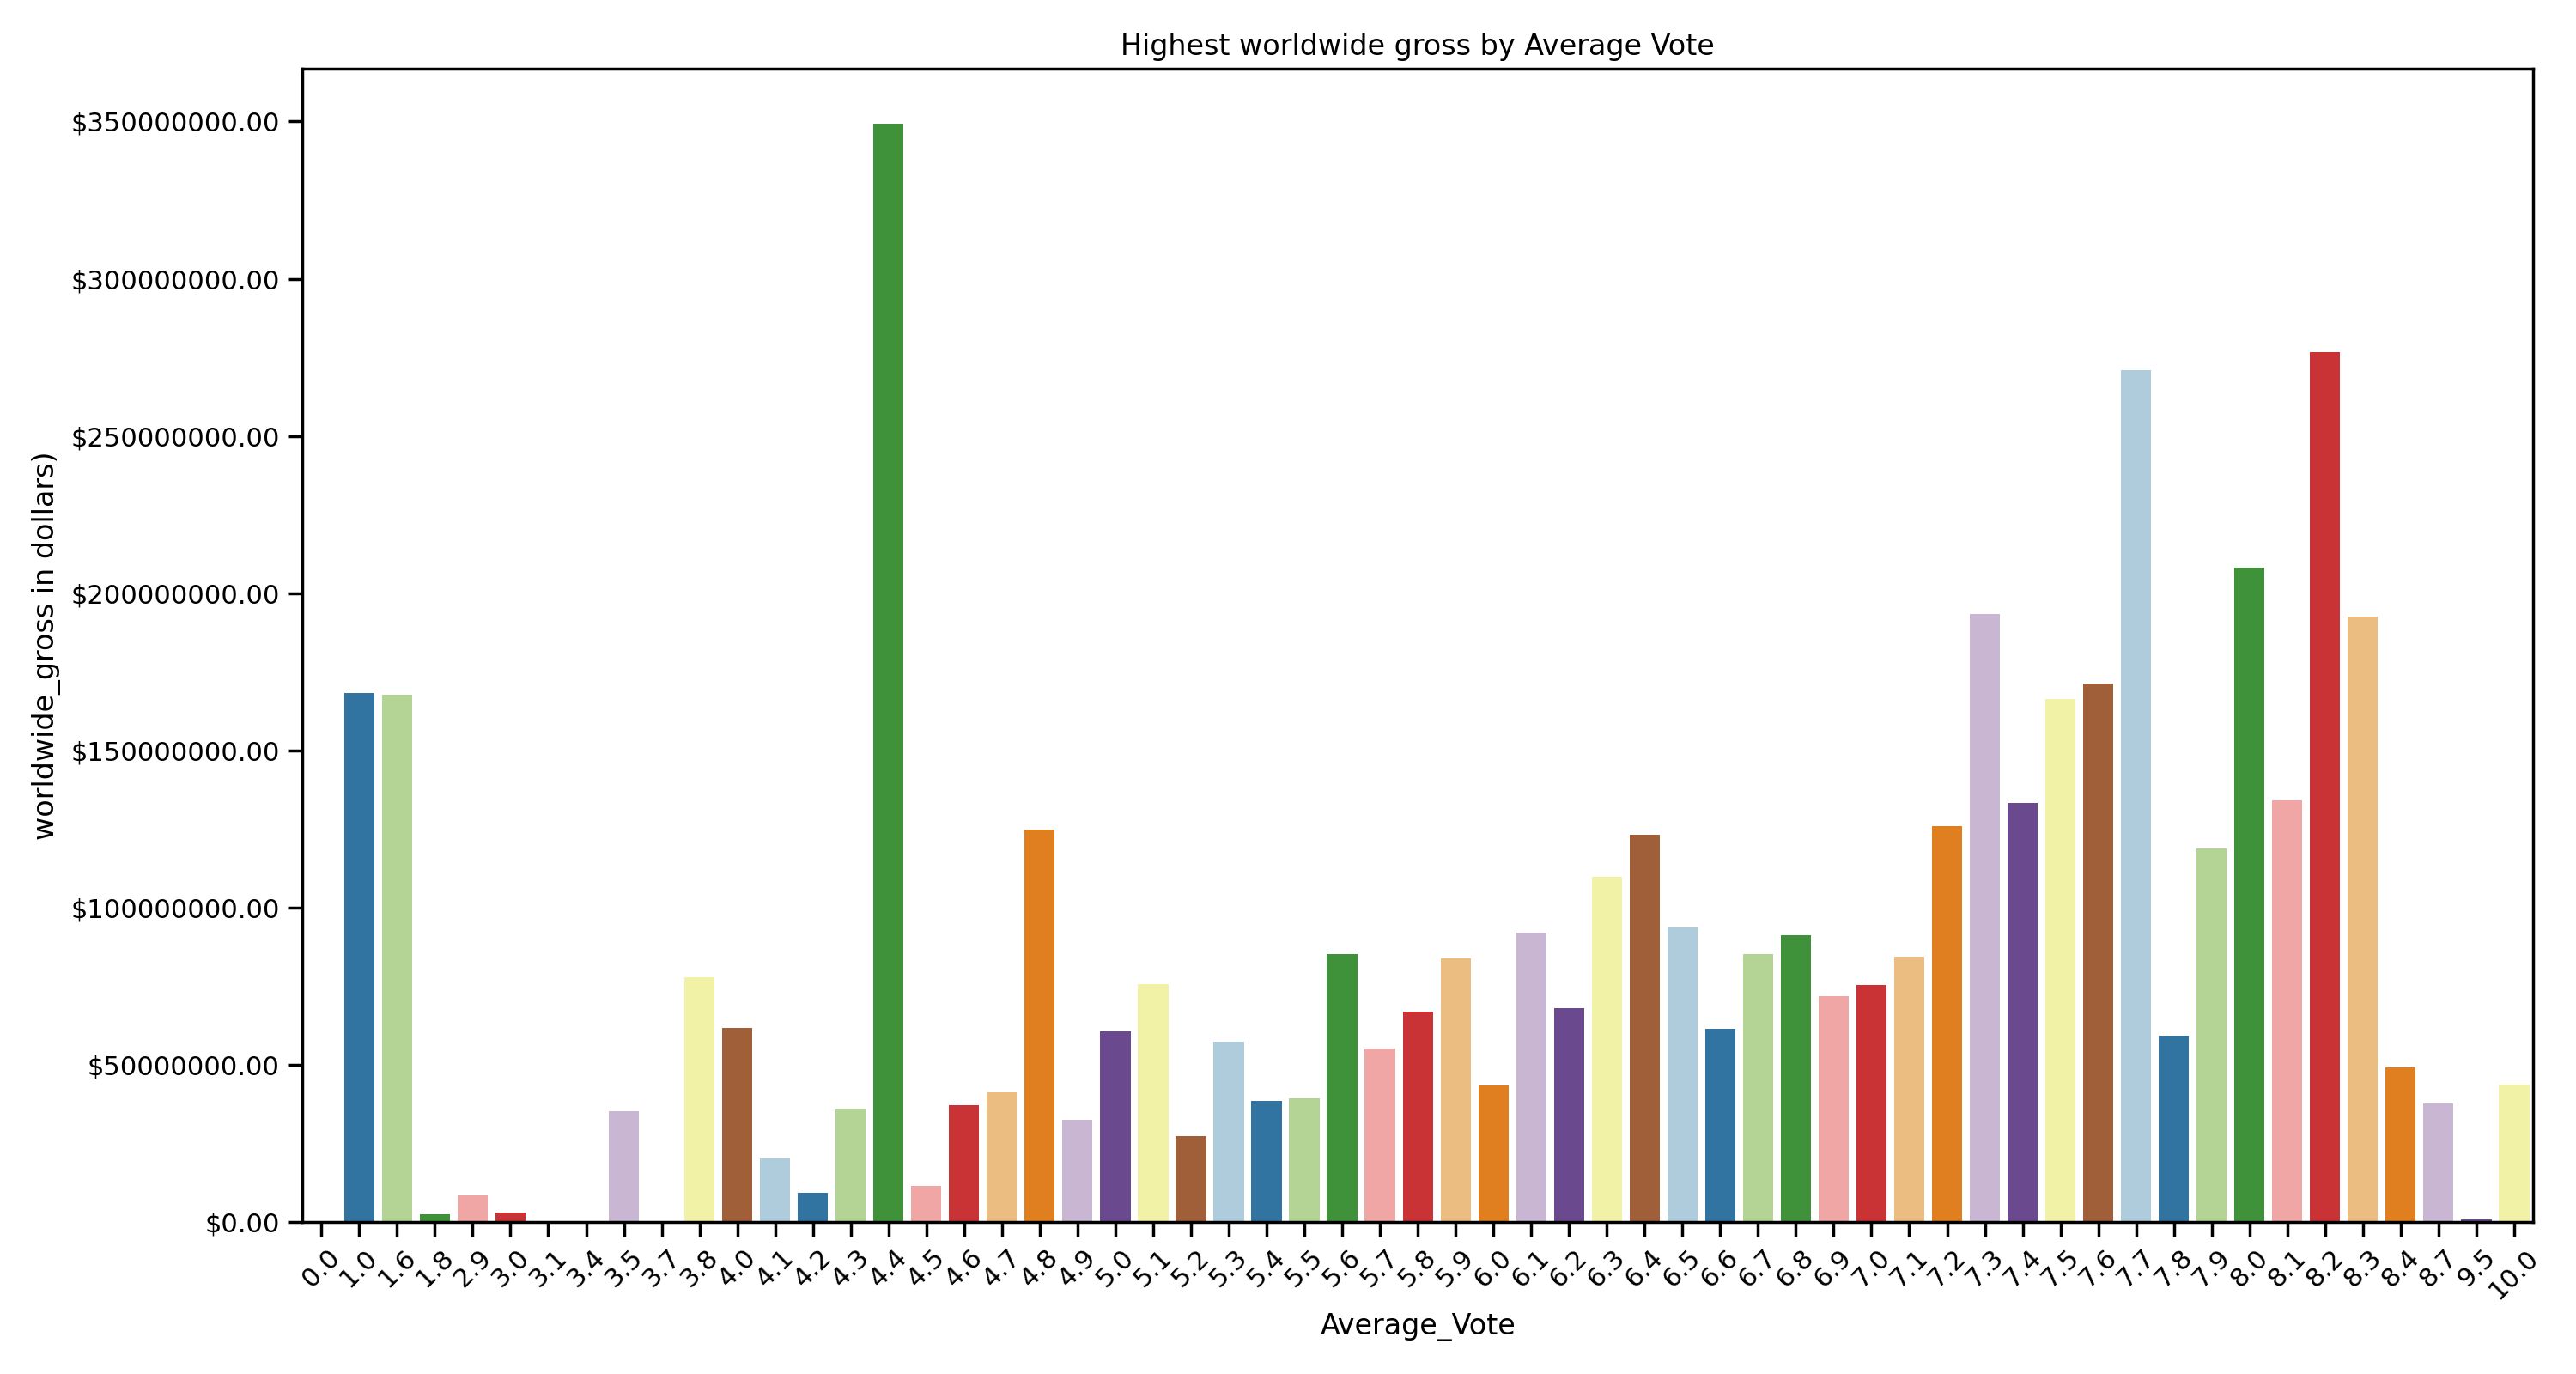 Highest worldwide gross by Average Vote
worldwide_gross in dollars)
$350000000.00
$300000000.00
$250000000.00
$200000000.00
$150000000.00
$100000000.00
$50000000.00
$0.00
0.0 1.0 1.6 1.8 2.9 3.0 3.1 3.4 3.5 3.7 3.8 4.0 4.1 4.2 4.3 4.4 4.5 4.6 4.7 4.8 4.9 5.0 5.1 5.2 5.3 5.4 5.5 5.6 5.7 5.8 5.9 6.0 6.1 6.2 6.3 6.4 6.5 6.6 6.7 6.8 6.9 7.0 7.1 7.2 7.3 7.4 7.5 7.6 7.7 7.8 7.9 8.0 8.1 8.2 8.3 8.4 8.7 9.5 10.0
Average_Vote